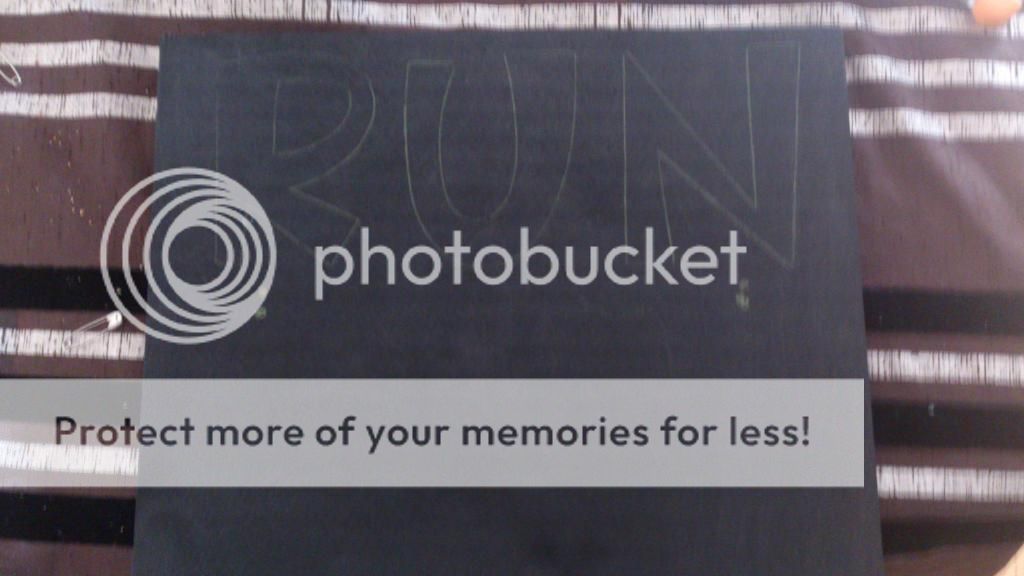 RUN
photobucket
Protect more of your memories for less!